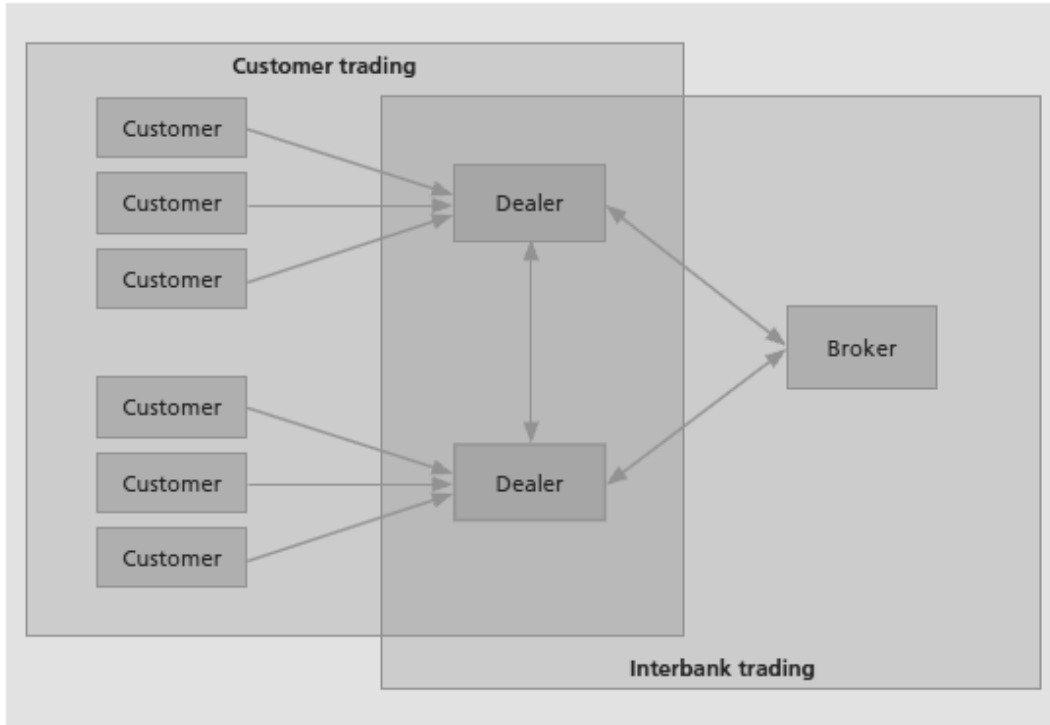 Customer trading
Customer
Customer
Customer
Dealer
Broker
Customer
Customer
Customer
Dealer
Interbank trading